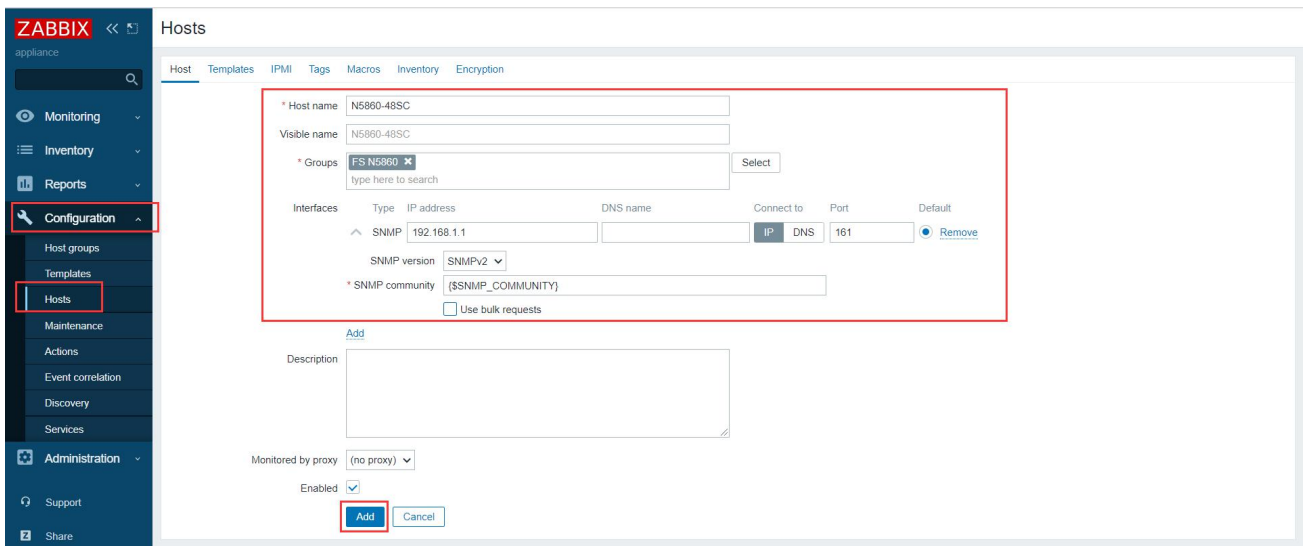 ZABBIX
appliance
Monitoring
Inventory
Reports
Configuration
Host groups
Templates
Hosts
Maintenance
Actions
Event correlation
Discovery
Services
Administration
Support
Z Share
Hosts
Host Templates IPMI Tags Macros Inventory Encryption
* Host name N5860-48SC
Visible name N5860-48SC
* Groups FS N5860 Select
type here to search
Interfaces Type IP address DNS name Connect to Port Default
SNMP 192.168.1.1 IP DNS 161 Remove
SNMP version SNMPv2
* SNMP community {$SNMP_COMMUNITY}
Use bulk requests
Add
Description
Monitored by proxy (no proxy)
Enabled
Add Cancel